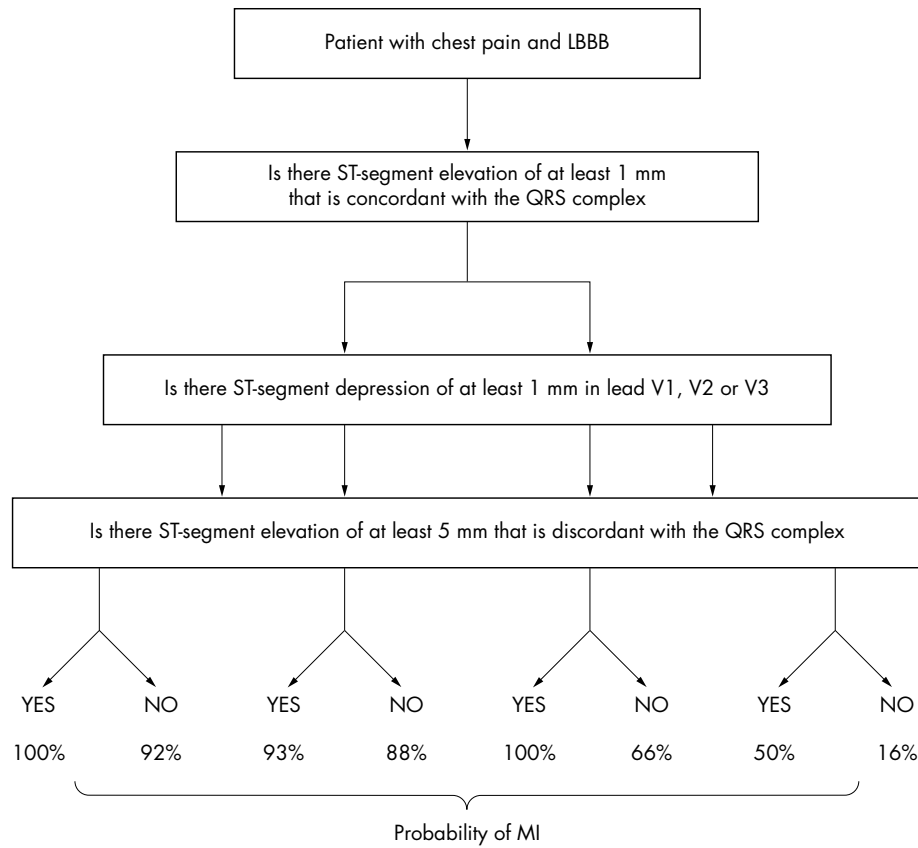 Patient with chest pain and LBBB
Is there ST-segment elevation of at least 1 mm
that is concordant with the QRS complex
Is there ST-segment depression of at least 1 mm in lead V1, V2 or V3
Is there ST-segment elevation of at least 5 mm that is discordant with the QRS complex
YES NO YES NO YES NO YES NO
100% 92% 93% 88% 100% 66% 50% 16%
Probability of MI